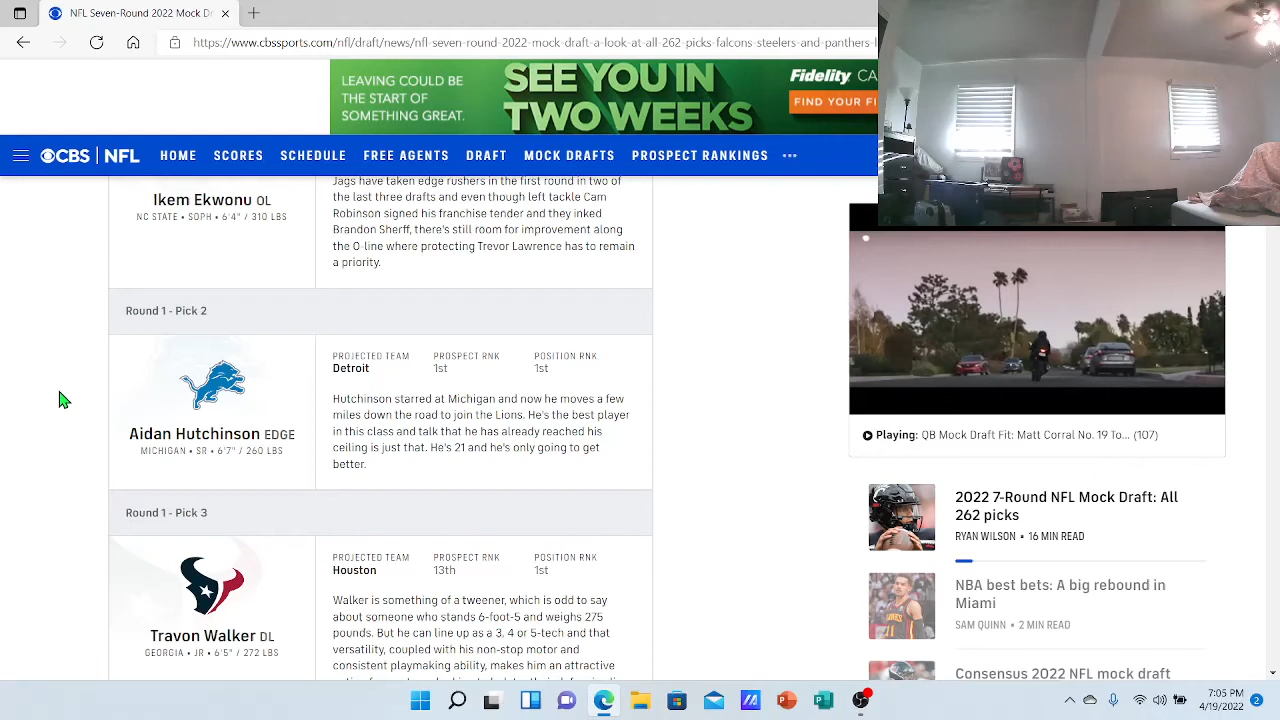 NFL Seven-Round 2022 Mock Dra
https://www.cbssports.com/nfl/draft/news/nfl-seven-round-2022-mock-draft-a-look-at-all-262-picks-falcons-steelers-and-panthers
LEAVING COULD BE
THE START OF
SOMETHING GREAT.
SEE YOU IN
TWO WEEKS
Fidelity CA
FIND YOUR FI
CBS NFL HOME SCORES SCHEDULE FREE AGENTS DRAFT MOCK DRAFTS PROSPECT RANKINGS
Ikem Ekwonu OL
NC STATE • SOPH • 6'4" / 310 LBS
Jags have taken edge rushers in the first round in two of
the last three drafts and even though left tackle Cam
Robinson signed his franchise tender and they inked
Brandon Sherff, there's still room for improvement along
the O-line where protecting Trevor Lawrence has to remain
a priority.
Round 1 - Pick 2
PROJECTED TEAM PROSPECT RNK POSITION RNK
Detroit 1st 1st
Aidan Hutchinson EDGE
MICHIGAN • SR • 6'7" / 260 LBS
Hutchinson starred at Michigan and now he moves a few
miles down the road to join the Lions. He's the best player
in this class and talk that he has already reached his
ceiling is just that. He's 21 and he's only going to get
better.
Round 1 - Pick 3
PROJECTED TEAM PROSPECT RNK POSITION RNK
Houston 13th 1st
Travon Walker DL
GEORGIA • JR • 6'5" / 272 LBS
Walker is something of a tweener, which is odd to say
about someone who stands 6-foot-5 and weighs 275
pounds. But he can line up as a 3, 4 or 5-tech and that
versatility, coupled with his non-stop motor and
consistent playmaking ability, makes him an attractive
Playing: QB Mock Draft Fit: Matt Corral No. 19 To... (107)
2022 7-Round NFL Mock Draft: All
262 picks
RYAN WILSON • 16 MIN READ
NBA best bets: A big rebound in
Miami
SAM QUINN • 2 MIN READ
Consensus 2022 NFL mock draft
7:05 PM
4/19/2022
2